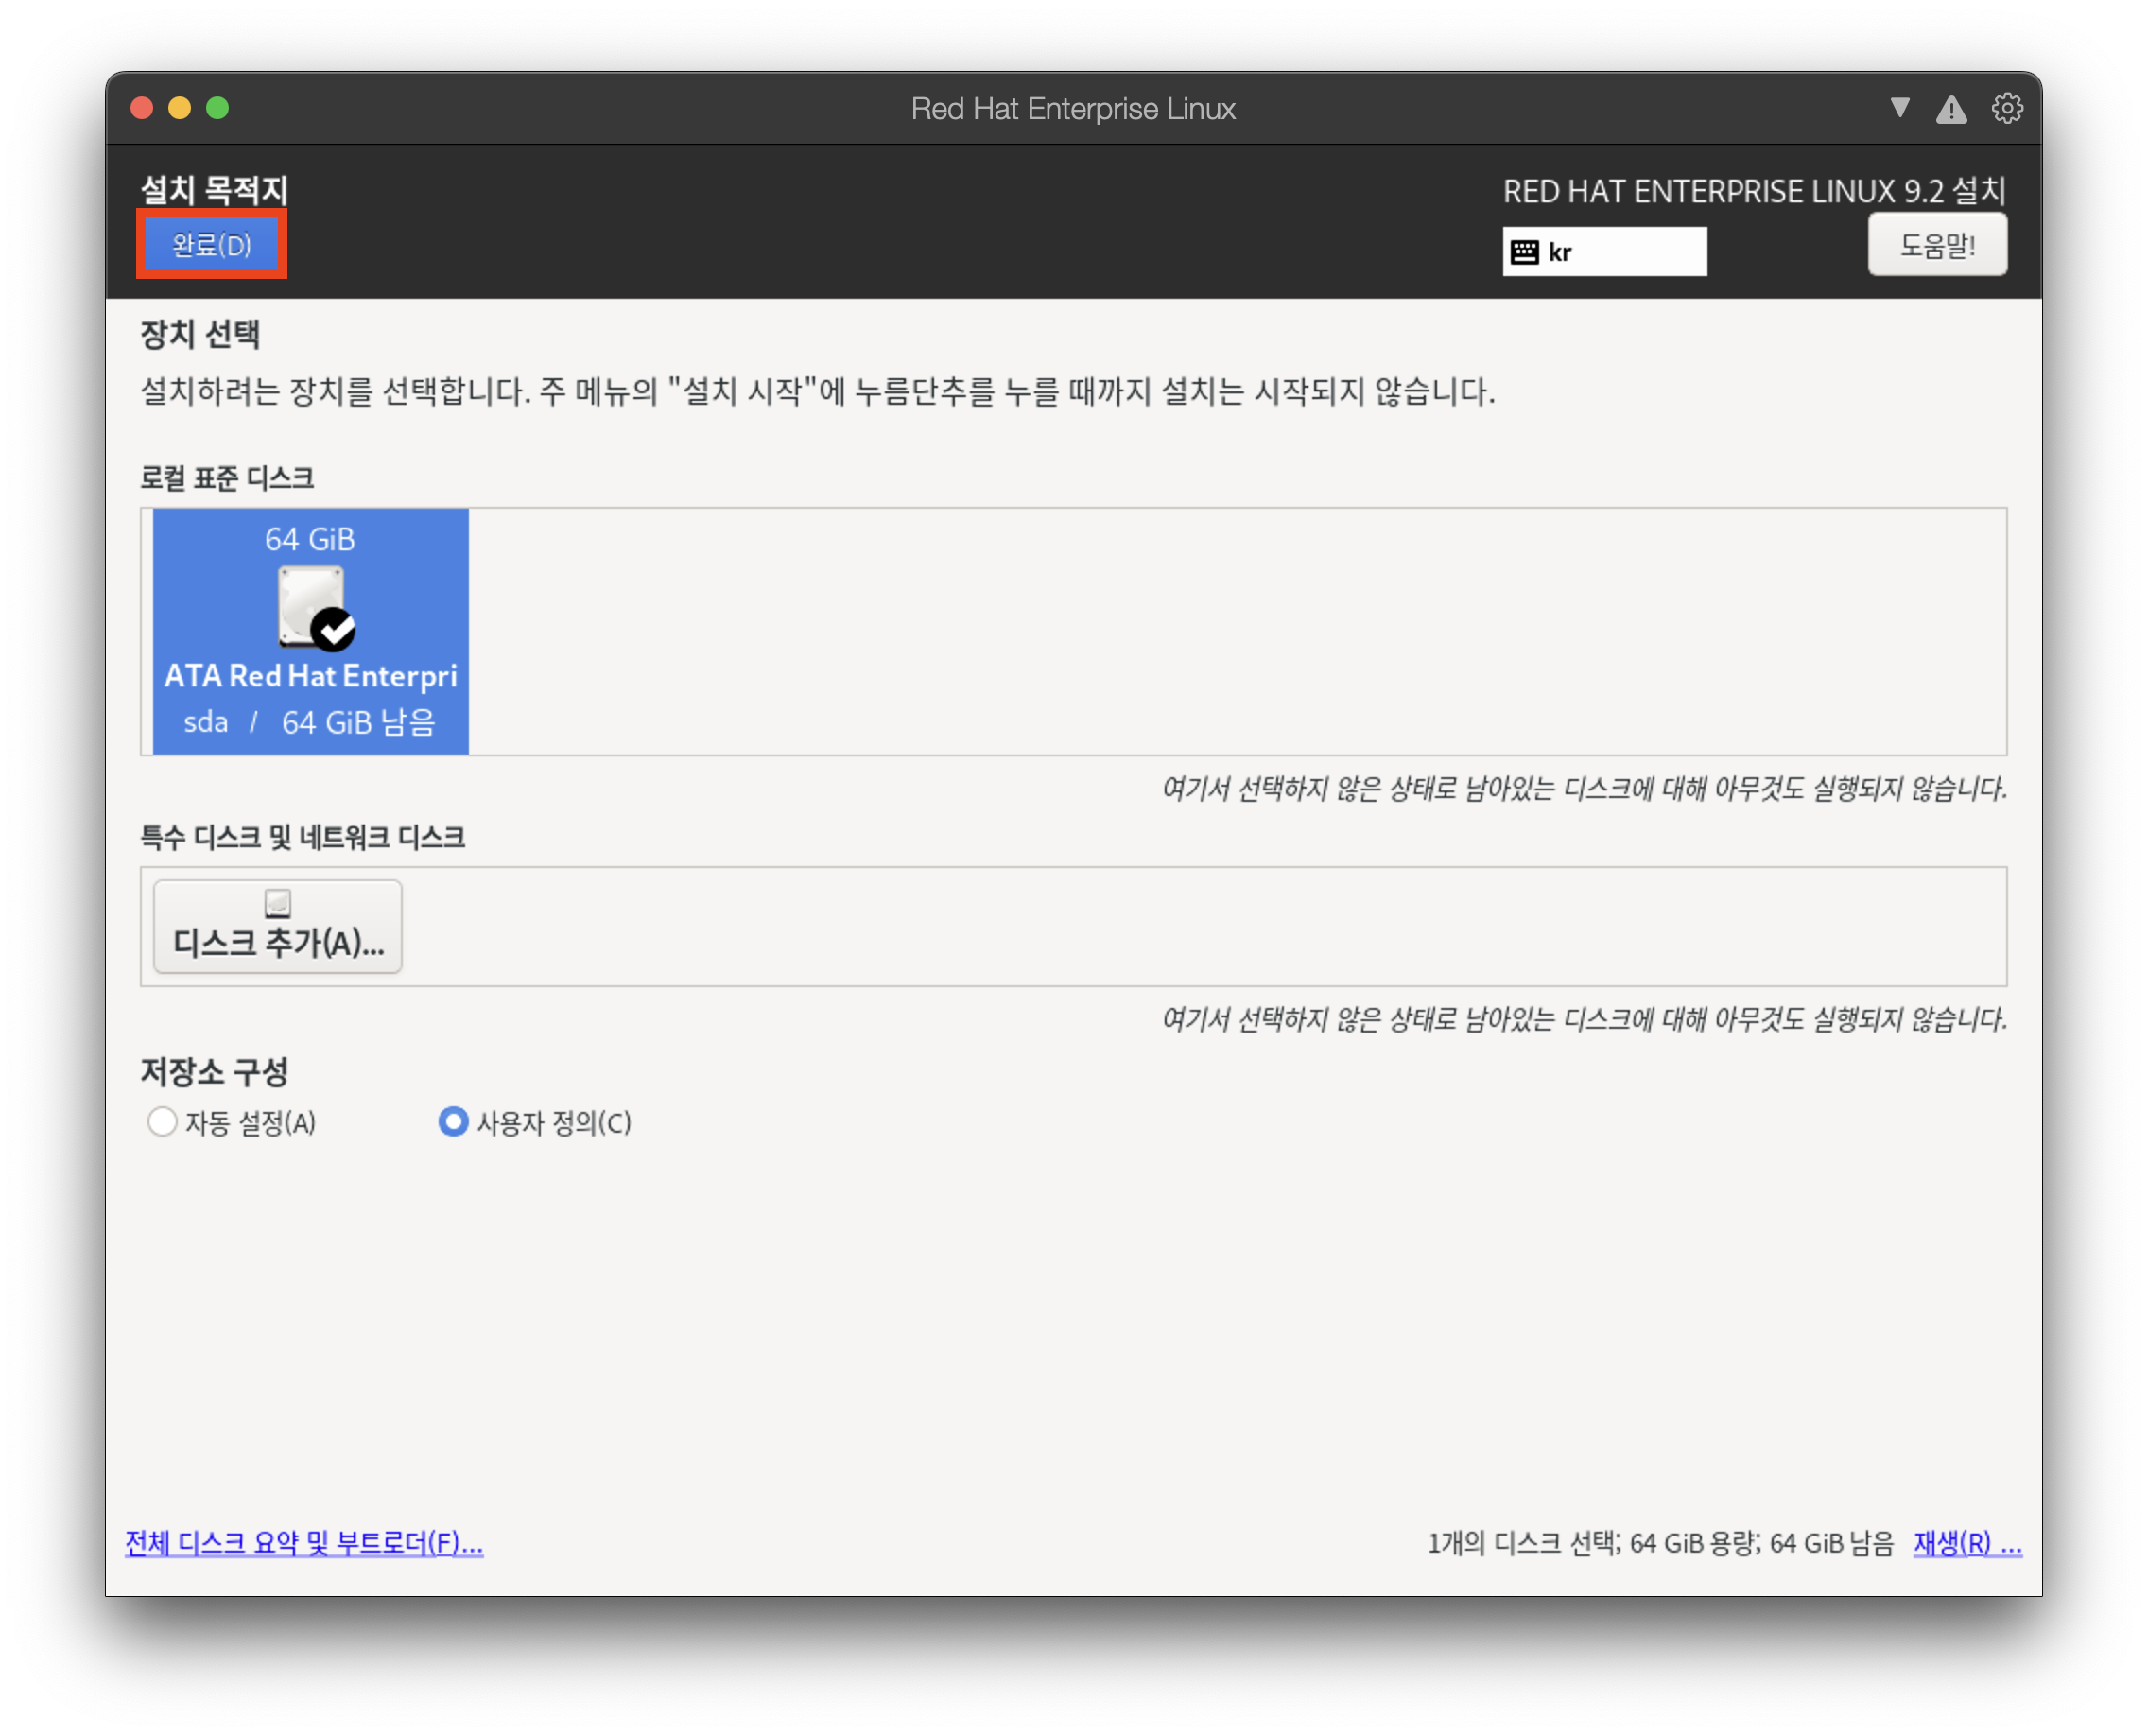 Red Hat Enterprise Linux
설치 목적지
RED HAT ENTERPRISE LINUX 9.2 설치
완료(D)
kr
도움말!
장치 선택
설치하려는 장치를 선택합니다. 주 메뉴의 "설치 시작"에 누름단추를 누를 때까지 설치는 시작되지 않습니다.
로컬 표준 디스크
64 GiB
ATA Red Hat Enterpri
sda / 64 GiB 남음
여기서 선택하지 않은 상태로 남아있는 디스크에 대해 아무것도 실행되지 않습니다.
특수 디스크 및 네트워크 디스크
디스크 추가(A)...
여기서 선택하지 않은 상태로 남아있는 디스크에 대해 아무것도 실행되지 않습니다.
저장소 구성
자동 설정(A) 사용자 정의(C)
전체 디스크 요약 및 부트로더(F)... 1개의 디스크 선택; 64 GiB 용량; 64 GiB 남음 재생(R) ...